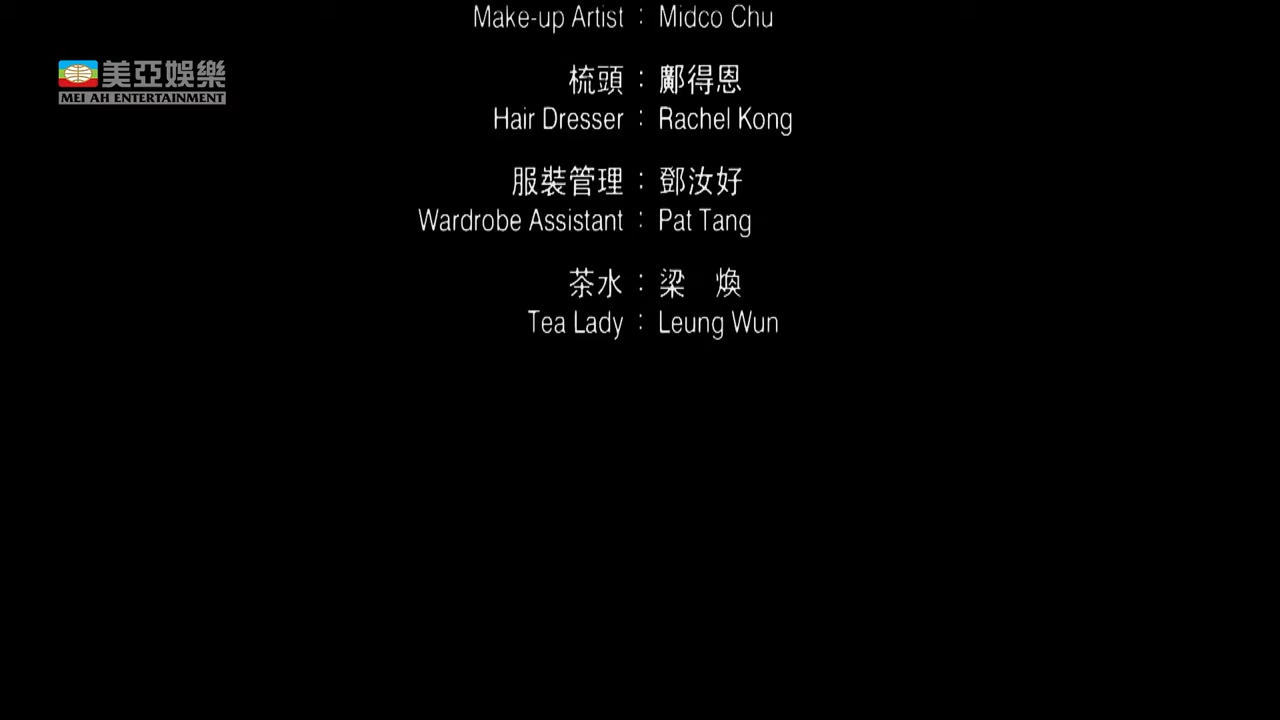 Make-up Artist : Midco Chu
美亞娛樂
MEI AH ENTERTAINMENT
梳頭 : 鄺得恩
Hair Dresser : Rachel Kong
服裝管理 : 鄧汝好
Wardrobe Assistant : Pat Tang
茶水 : 梁 煥
Tea Lady : Leung Wun